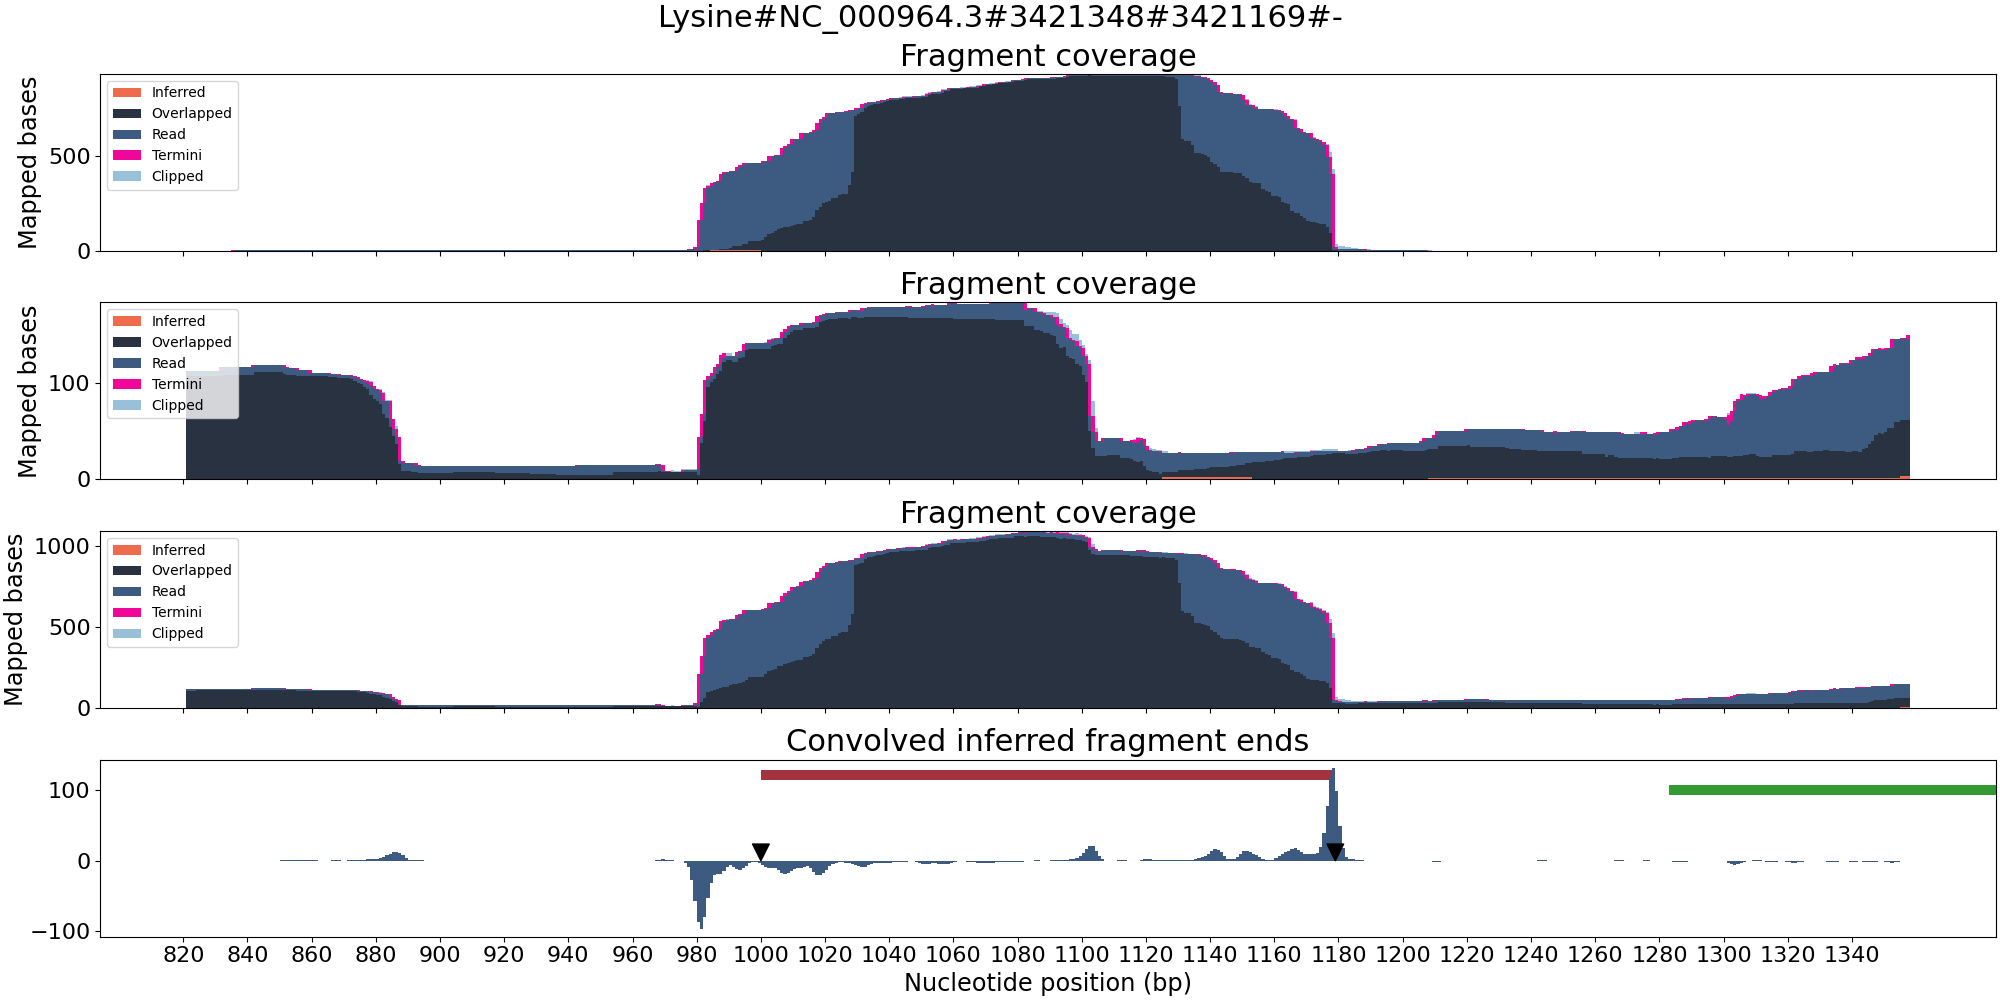 Lysine#NC_000964.3#3421348#3421169#-
Fragment coverage
Mapped bases
500
0
Inferred
Overlapped
Read
Termini
Clipped
Fragment coverage
Mapped bases
100
0
Inferred
Overlapped
Read
Termini
Clipped
Fragment coverage
Mapped bases
1000
500
0
Inferred
Overlapped
Read
Termini
Clipped
Convolved inferred fragment ends
100
0
−100
820 840 860 880 900 920 940 960 980 1000 1020 1040 1060 1080 1100 1120 1140 1160 1180 1200 1220 1240 1260 1280 1300 1320 1340
Nucleotide position (bp)